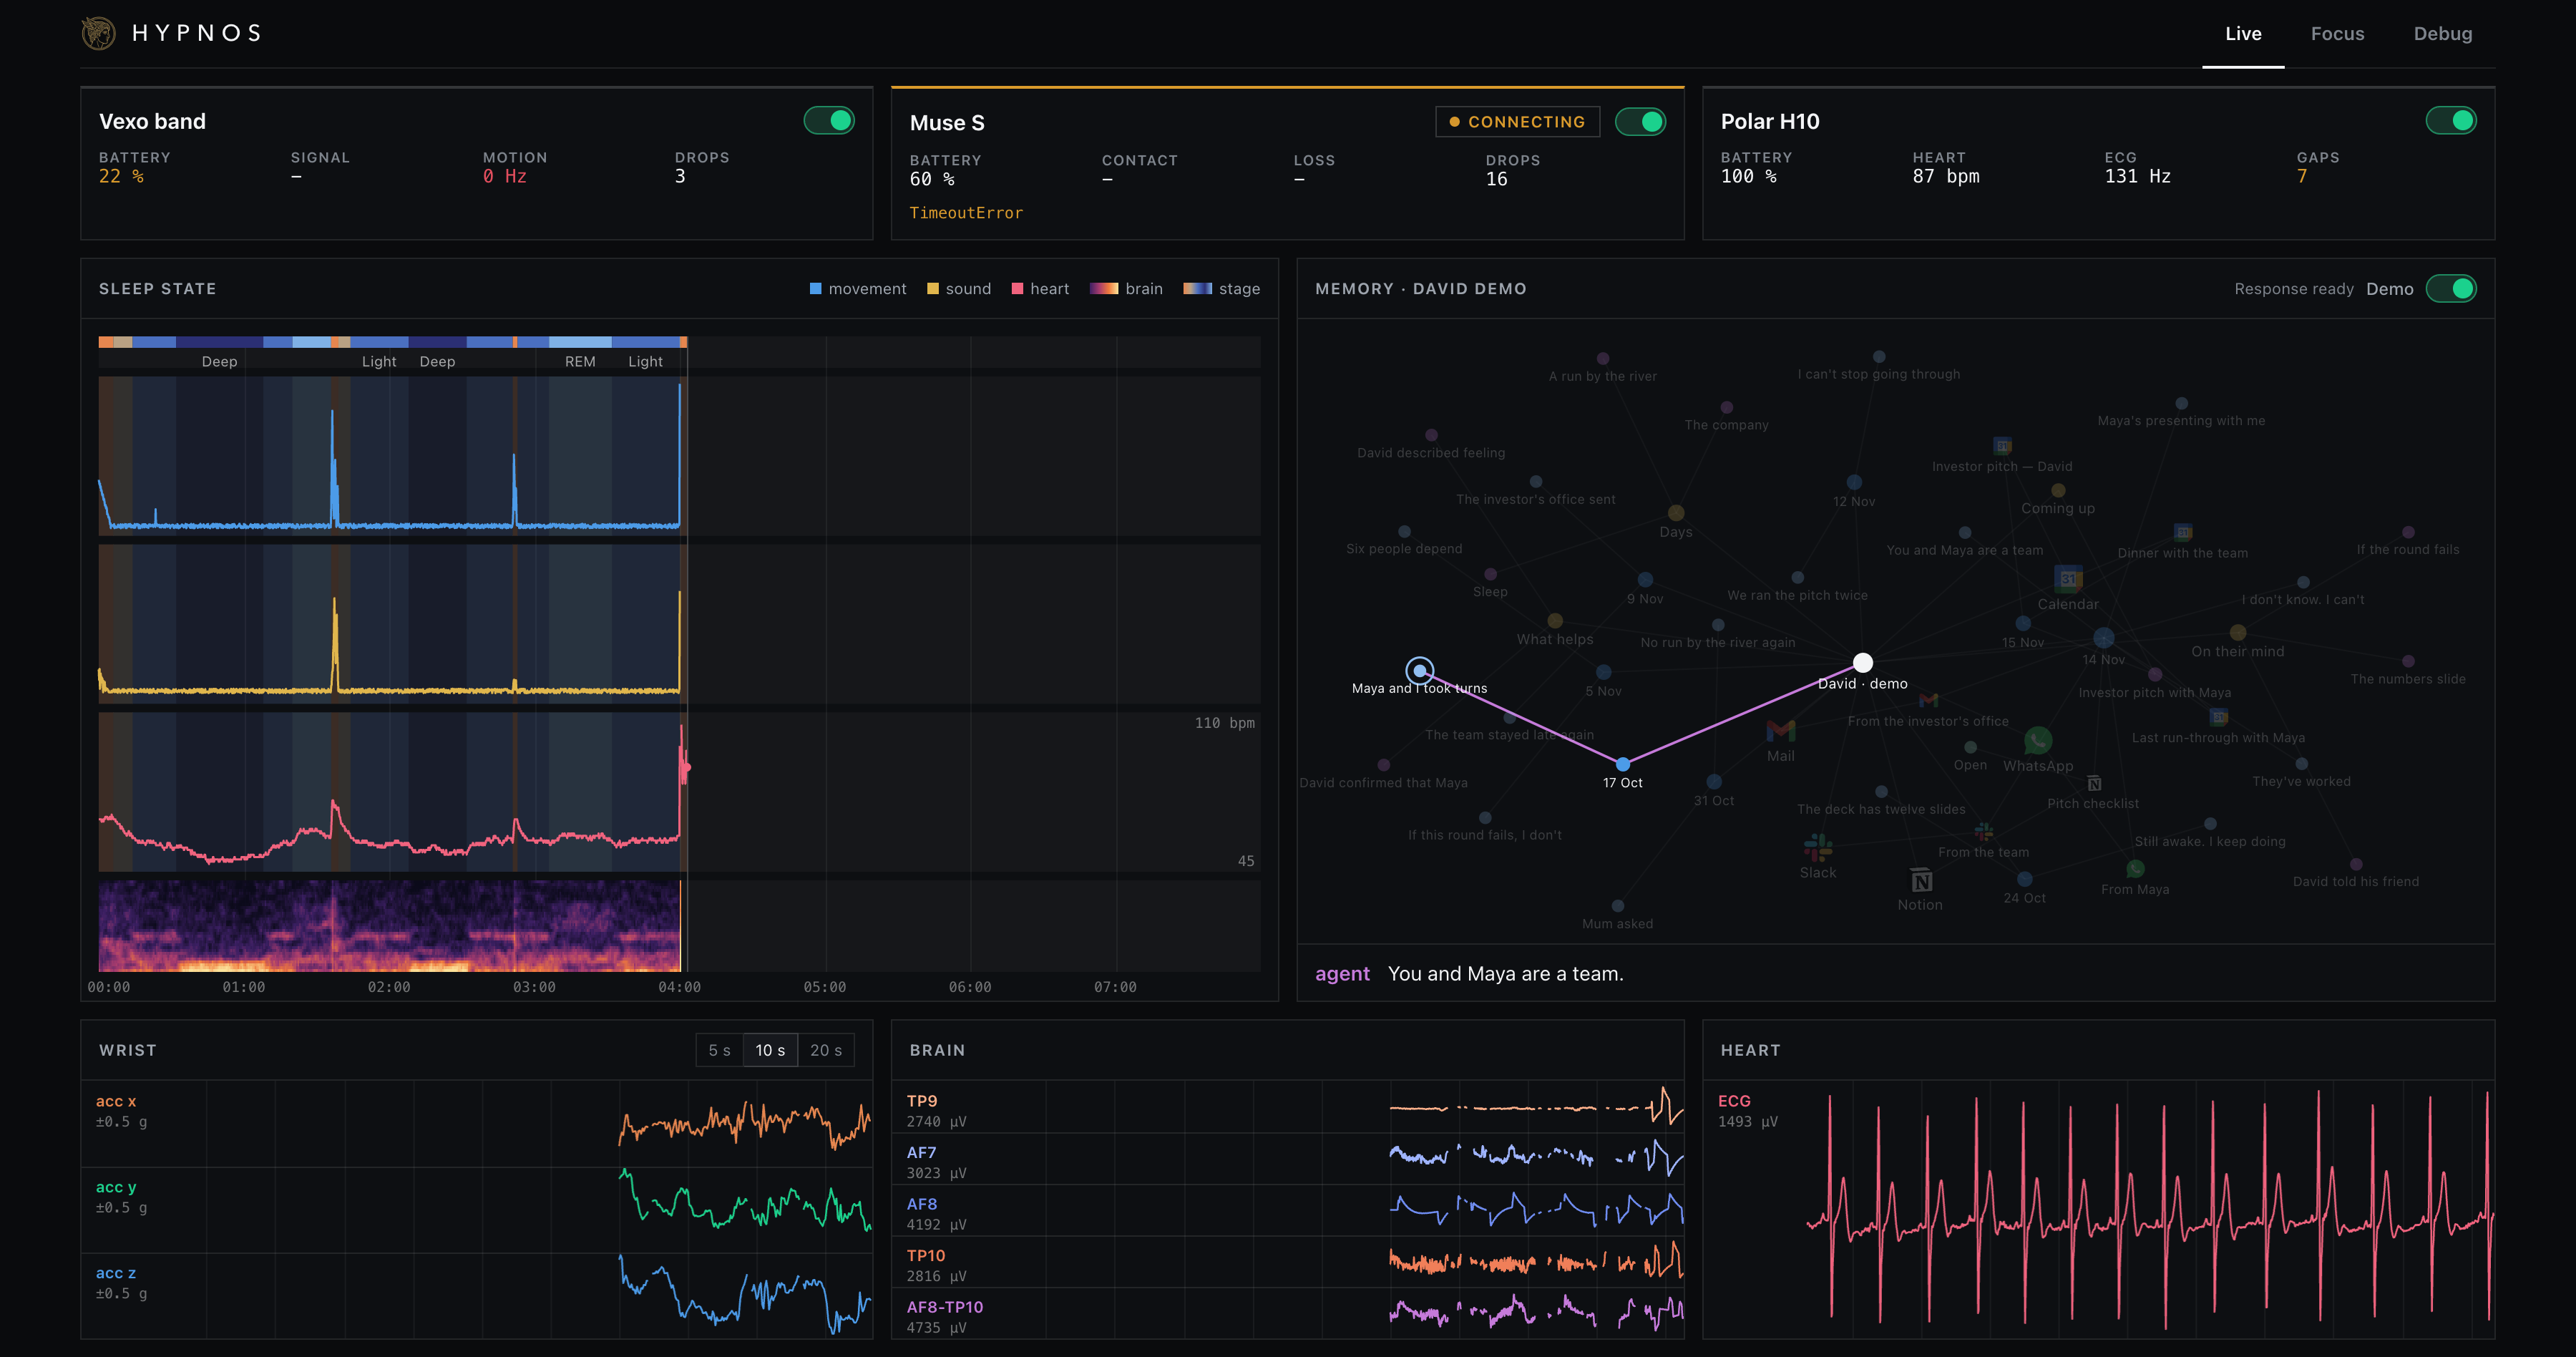 HYPNOS
Live Focus Debug
Vexo band
BATTERY SIGNAL MOTION DROPS
22 % – 0 Hz 3
Muse S
CONNECTING
BATTERY CONTACT LOSS DROPS
60 % – – 16
TimeoutError
Polar H10
BATTERY HEART ECG GAPS
100 % 87 bpm 131 Hz 7
SLEEP STATE
movement sound heart brain stage
Deep Light Deep REM Light
110 bpm
45
00:00 01:00 02:00 03:00 04:00 05:00 06:00 07:00
MEMORY · DAVID DEMO
Response ready Demo
A run by the river
I can't stop going through
The company
Maya's presenting with me
David described feeling
Investor pitch — David
The investor's office sent
12 Nov
Coming up
Days
Six people depend
You and Maya are a team
Dinner with the team
If the round fails
Sleep
9 Nov
We ran the pitch twice
31
Calendar
I don't know. I can't
What helps
No run by the river again
15 Nov
14 Nov
On their mind
Maya and I took turns
5 Nov
David · demo
Investor pitch with Maya
The numbers slide
The team stayed late again
From the investor's office
Last run-through with Maya
Mail
Open
WhatsApp
David confirmed that Maya
17 Oct
31 Oct
They've worked
The deck has twelve slides
Pitch checklist
If this round fails, I don't
Still awake. I keep doing
From the team
Slack
David told his friend
From Maya
24 Oct
Notion
Mum asked
agent You and Maya are a team.
WRIST
5 s 10 s 20 s
acc x
±0.5 g
acc y
±0.5 g
acc z
±0.5 g
BRAIN
TP9
2740 µV
AF7
3023 µV
AF8
4192 µV
TP10
2816 µV
AF8-TP10
4735 µV
HEART
ECG
1493 µV